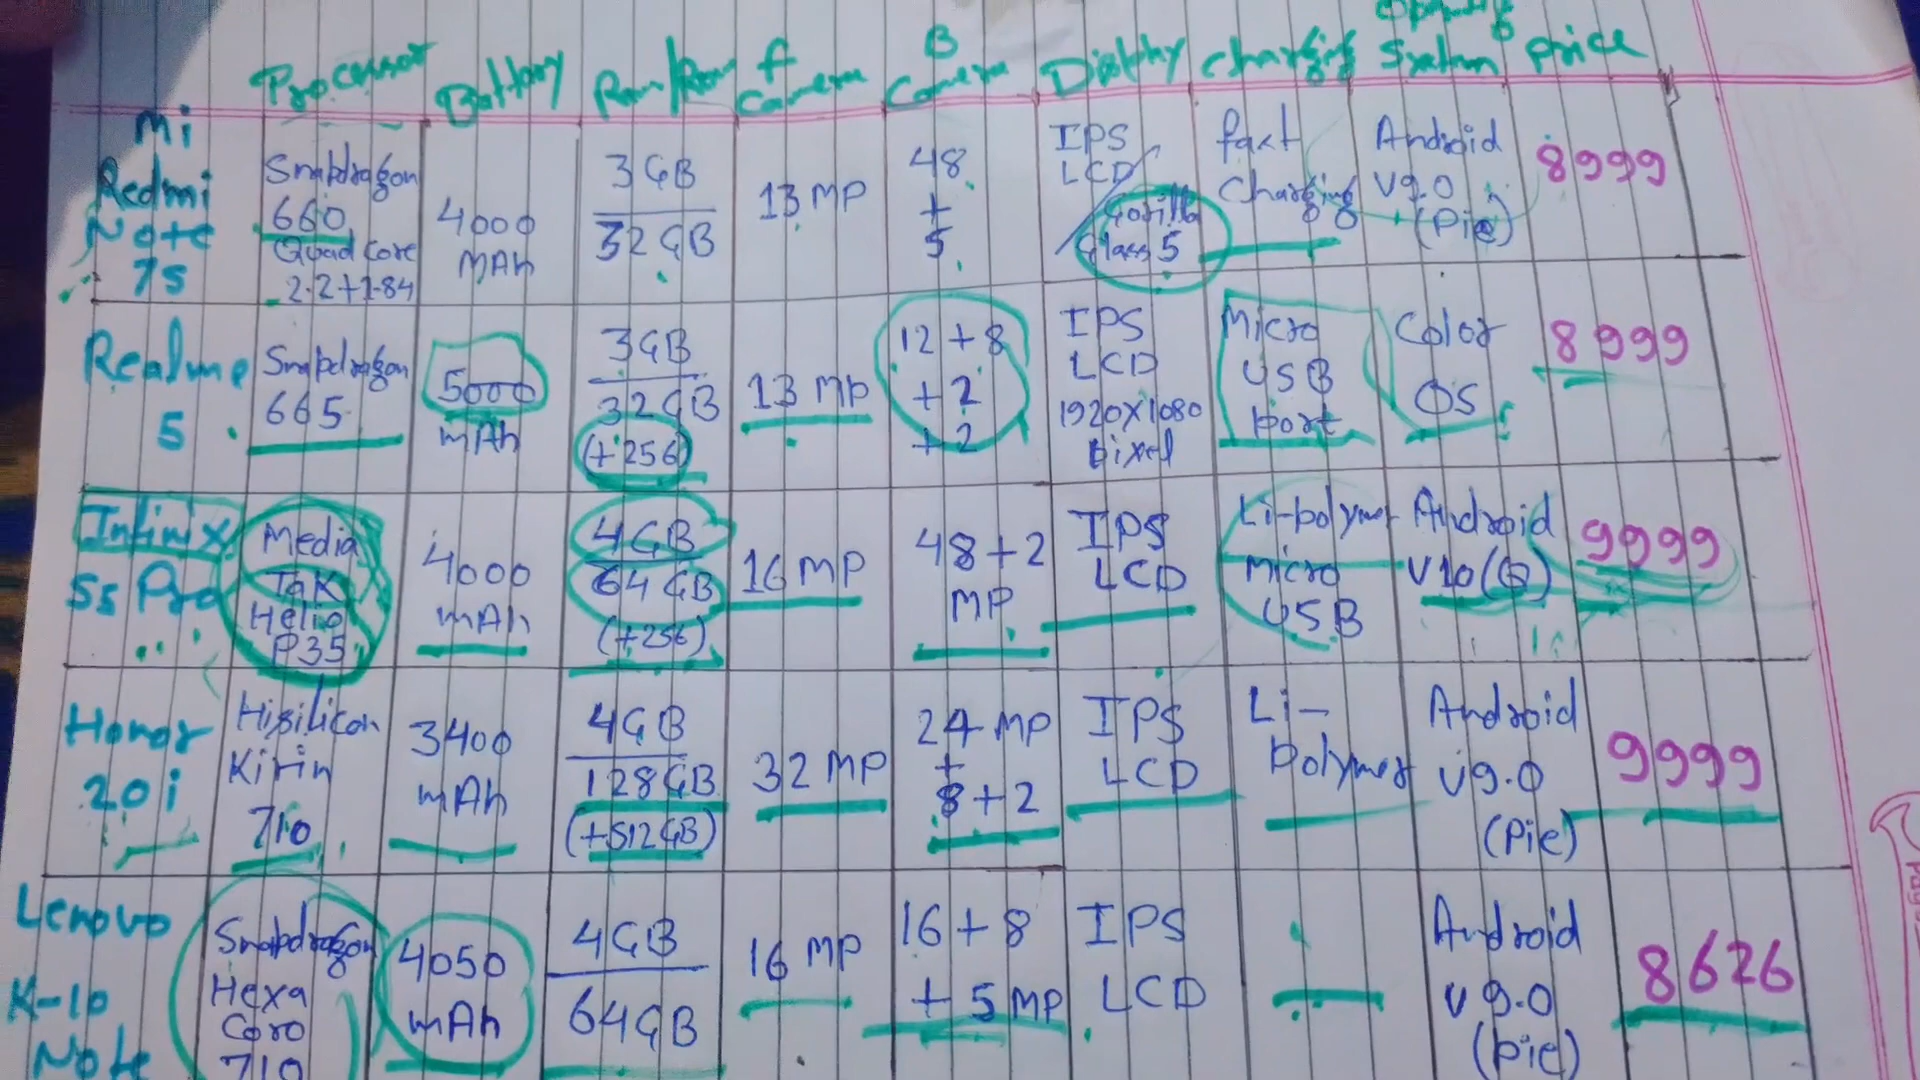 Processor Battory Ram/Rom F Camera B Camera Display Charging System Price
Mi Redmi Note 7s
Snapdragon 660 Quad Core 2.2+1.84
4000 MAh
3GB 32GB
13 MP
48 + 5
IPS LCD/ Gorilla Glass 5
fast Charging
Android V9.0 (Pie)
8999
Realme 5
Snapdragon 665
5000 mAh
3GB 32GB (+256)
13 MP
12+8 +2 +2
IPS LCD 1920X1080 pixel
Micro USB port
Color OS
8999
Infinix S5 Pro
Media Tak Helio P35
4000 mAh
4GB 64GB (+256)
16 MP
48+2 MP
IPS LCD
Li-polymer micro USB
Android V10(Q)
9999
Honor 20i
Hisilicon Kirin 710
3400 mAh
4GB 128GB (+512GB)
32 MP
24 MP + 8+2
IPS LCD
Li-polymer
Android v9.0 (Pie)
9999
Lenovo K-10 Note
Snapdragon Hexa Coro 710
4050 mAh
4GB 64GB
16 MP
16+8 +5 MP
IPS LCD
Android v9.0 (pie)
8626